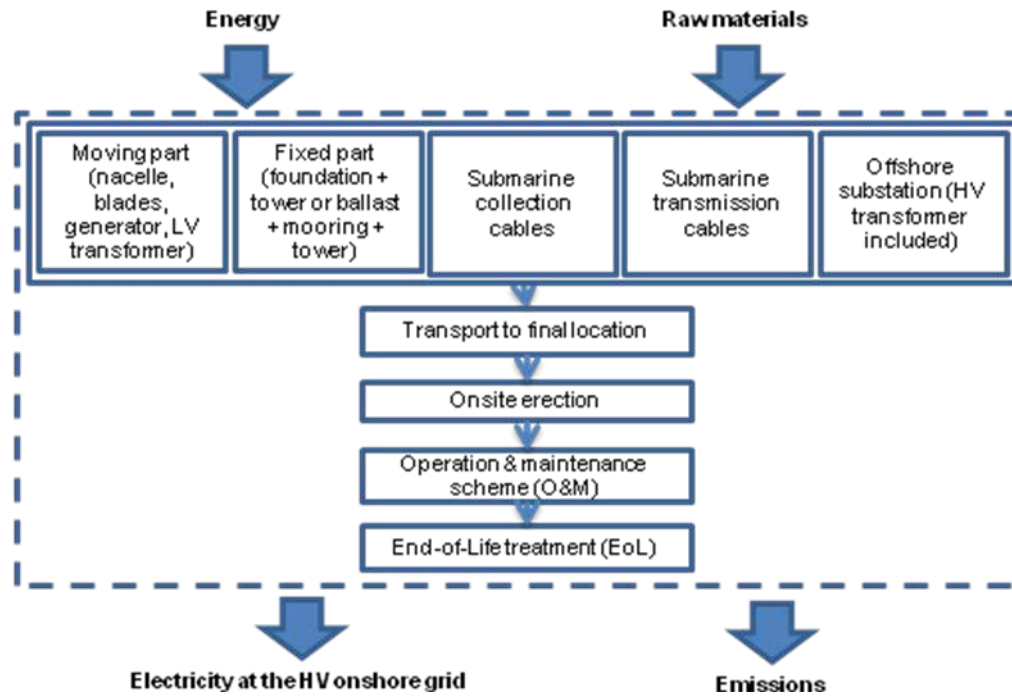 Energy
Raw materials
Moving part
(nacelle,
blades,
generator, LV
transformer)
Fixed part
(foundation +
tower or ballast
+ mooring +
tower)
Submarine
collection
cables
Submarine
transmission
cables
Offshore
substation (HV
transformer
included)
Transport to final location
Onsite erection
Operation & maintenance
scheme (O&M)
End-of-Life treatment (EoL)
Electricity at the HV onshore grid
Emissions